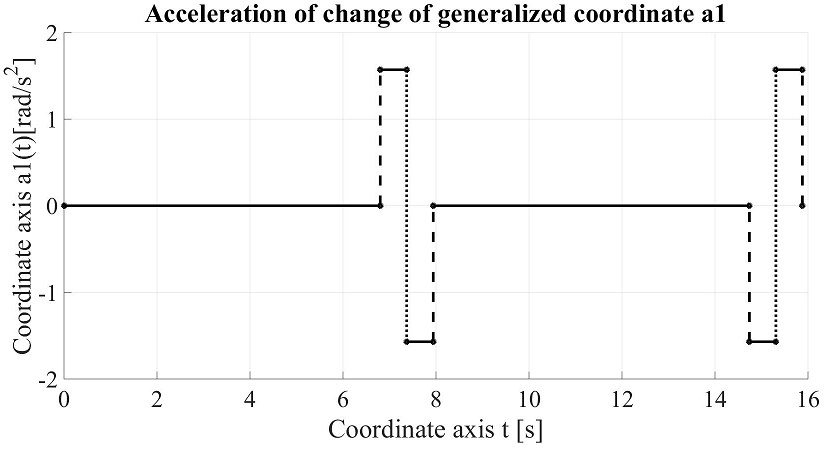 Acceleration of change of generalized coordinate a1
Coordinate axis a1(t)[rad/s²]
2
1
0
-1
-2
0 2 4 6 8 10 12 14 16
Coordinate axis t [s]